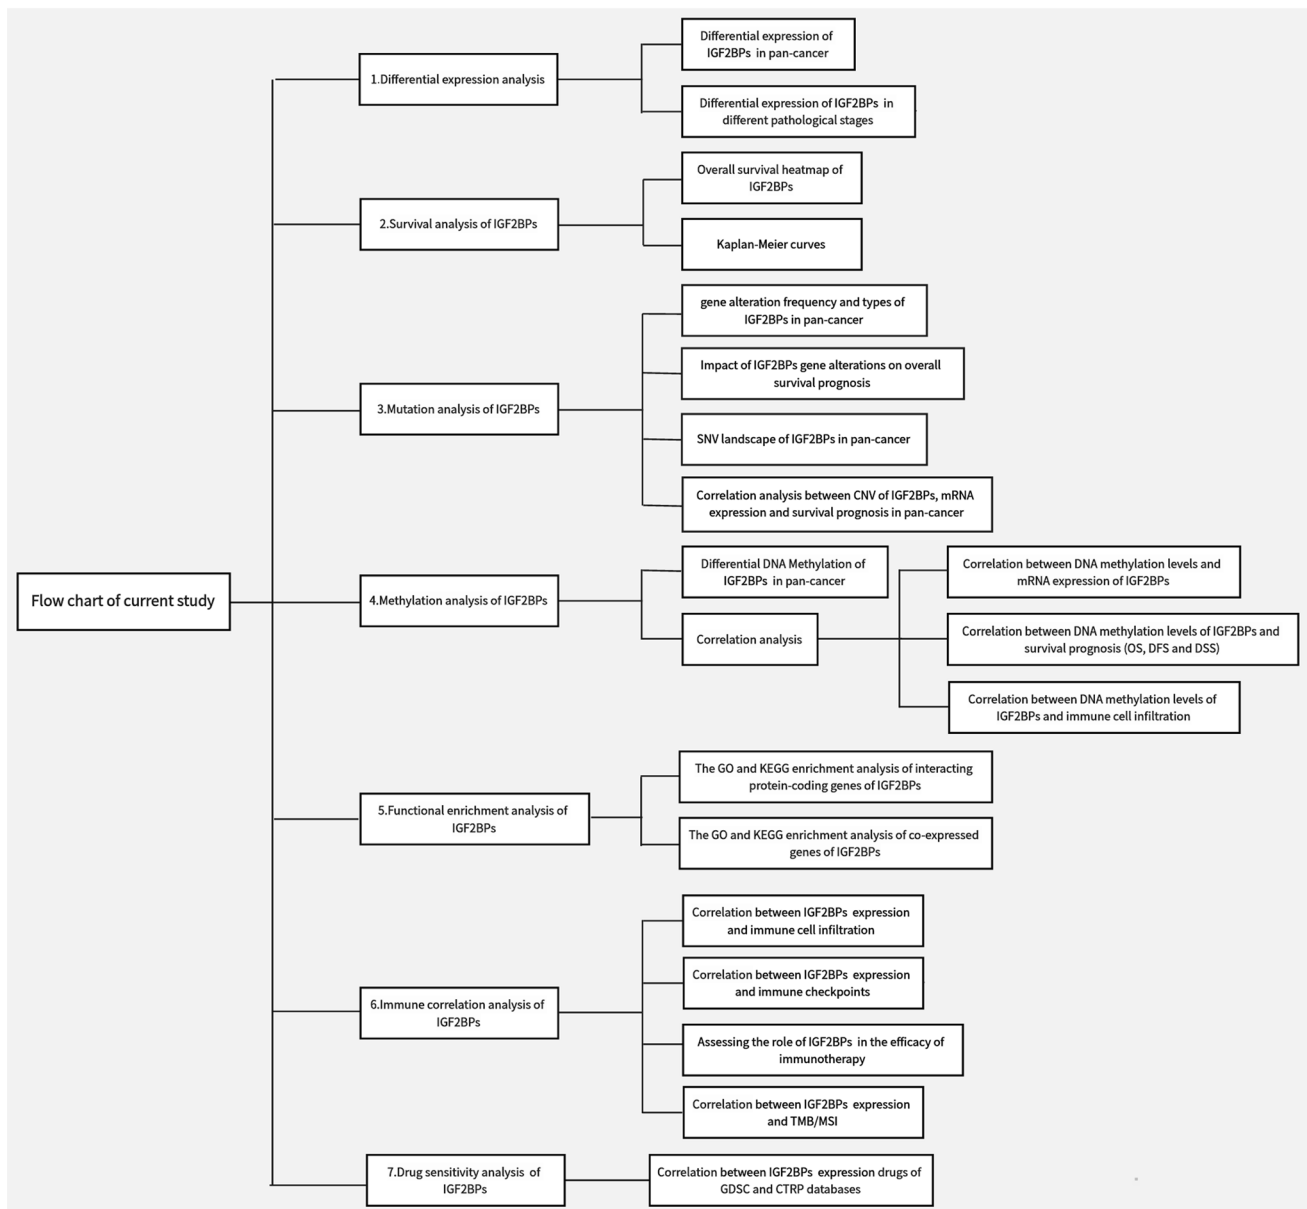 Flow chart of current study
1.Differential expression analysis
Differential expression of
IGF2BPs in pan-cancer
Differential expression of IGF2BPs in
different pathological stages
2.Survival analysis of IGF2BPs
Overall survival heatmap of
IGF2BPs
Kaplan-Meier curves
3.Mutation analysis of IGF2BPs
gene alteration frequency and types of
IGF2BPs in pan-cancer
Impact of IGF2BPs gene alterations on overall
survival prognosis
SNV landscape of IGF2BPs in pan-cancer
Correlation analysis between CNV of IGF2BPs, mRNA
expression and survival prognosis in pan-cancer
4.Methylation analysis of IGF2BPs
Differential DNA Methylation of
IGF2BPs in pan-cancer
Correlation analysis
Correlation between DNA methylation levels and
mRNA expression of IGF2BPs
Correlation between DNA methylation levels of IGF2BPs and
survival prognosis (OS, DFS and DSS)
Correlation between DNA methylation levels of
IGF2BPs and immune cell infiltration
5.Functional enrichment analysis of
IGF2BPs
The GO and KEGG enrichment analysis of interacting
protein-coding genes of IGF2BPs
The GO and KEGG enrichment analysis of co-expressed
genes of IGF2BPs
6.Immune correlation analysis of
IGF2BPs
Correlation between IGF2BPs expression
and immune cell infiltration
Correlation between IGF2BPs expression
and immune checkpoints
Assessing the role of IGF2BPs in the efficacy of
immunotherapy
Correlation between IGF2BPs expression
and TMB/MSI
7.Drug sensitivity analysis of
IGF2BPs
Correlation between IGF2BPs expression drugs of
GDSC and CTRP databases